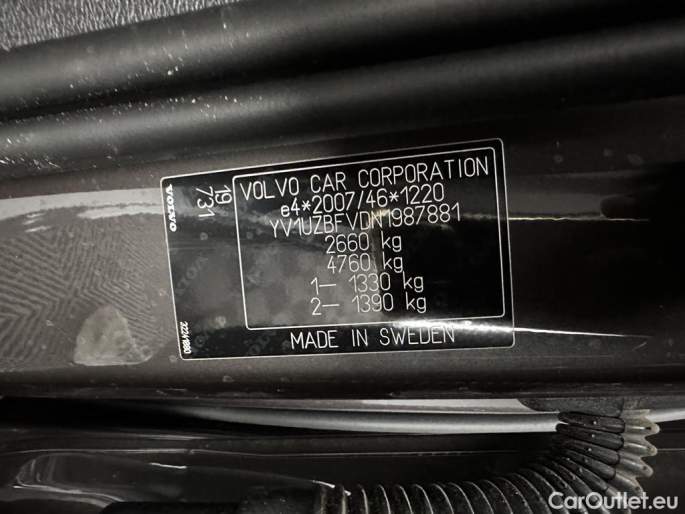 VOLVO CAR CORPORATION
e4*2007/46*1220
YV1UZBFVDN1987881
2660 kg
4760 kg
1– 1330 kg
2– 1390 kg
MADE IN SWEDEN
19
731
VOLVO
CarOutlet.eu